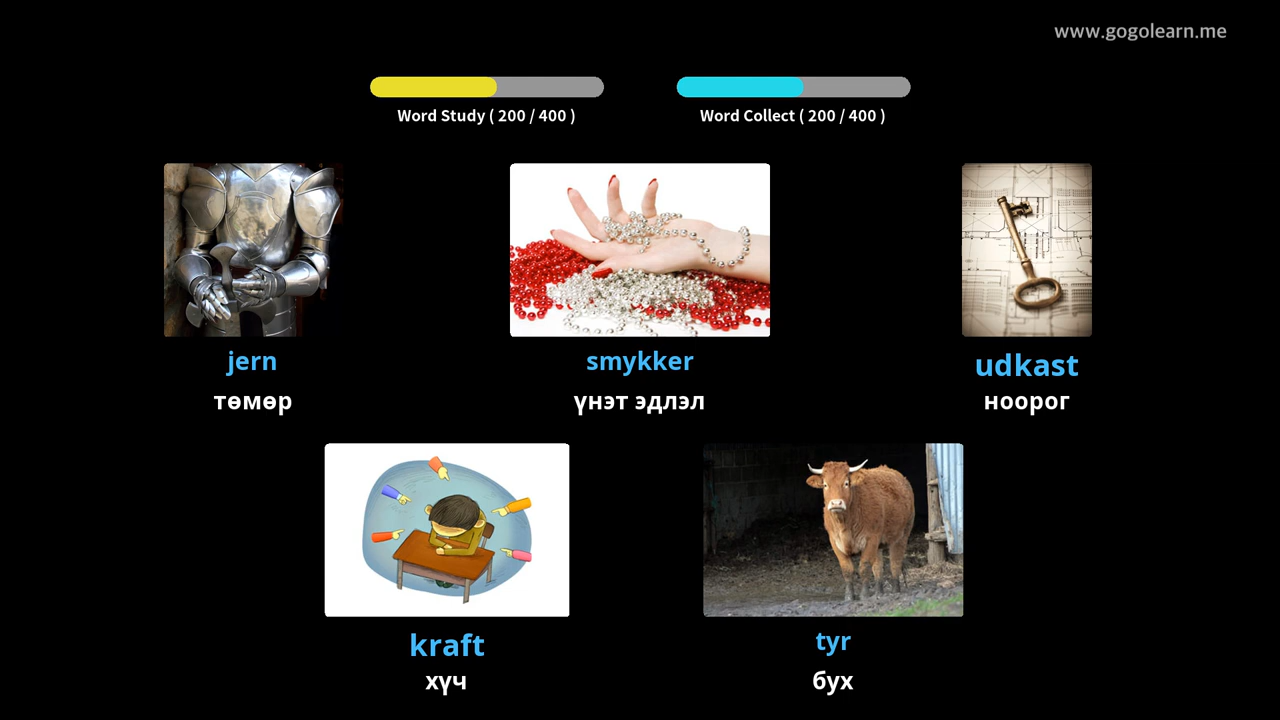 www.gogolearn.me
Word Study ( 200 / 400 )
Word Collect ( 200 / 400 )
jern
төмөр
smykker
үнэт эдлэл
udkast
ноорог
kraft
хүч
tyr
бух